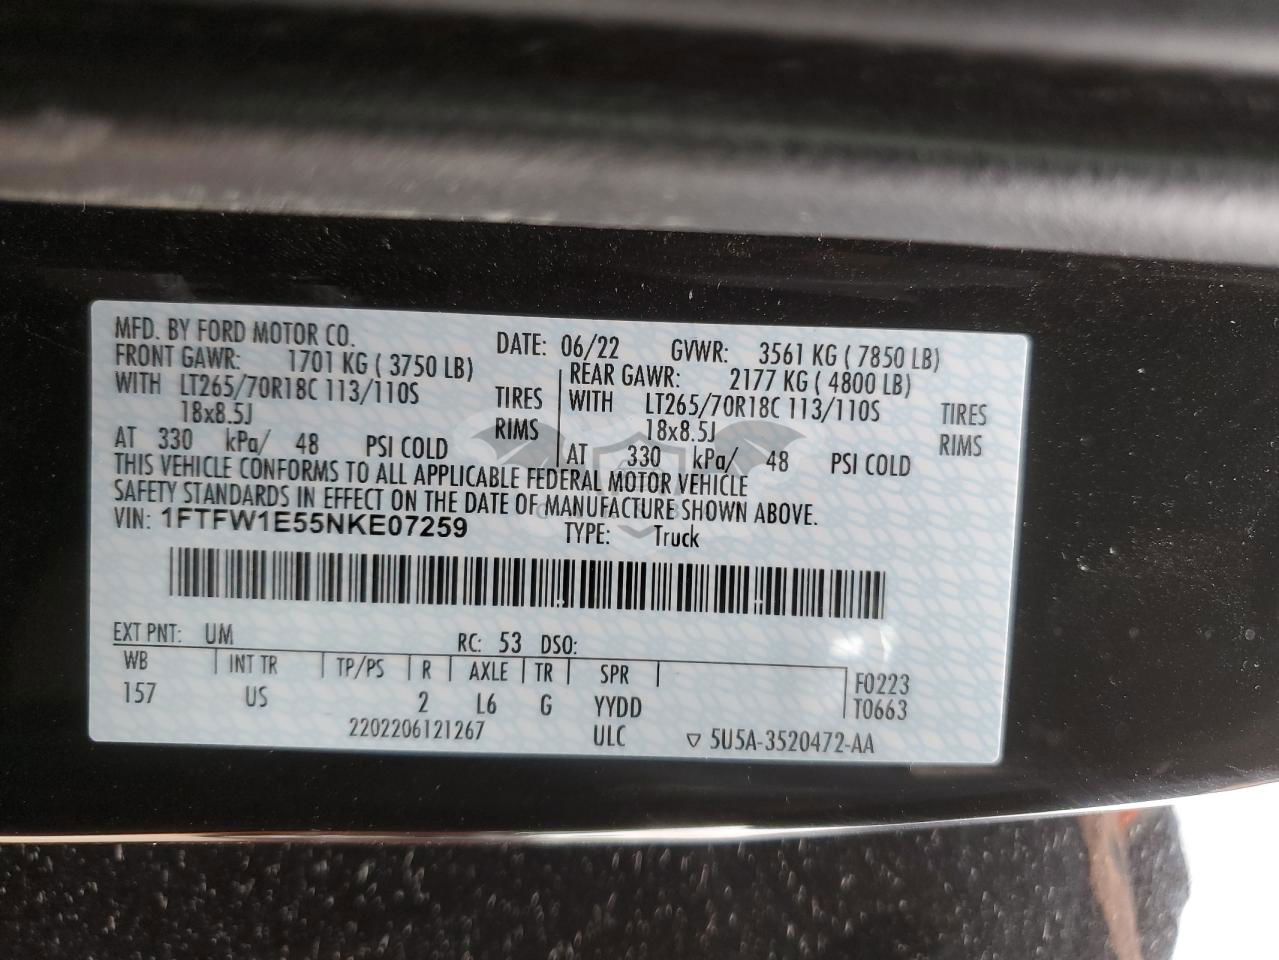 MFD. BY FORD MOTOR CO. DATE: 06/22 GVWR: 3561 KG ( 7850 LB)
FRONT GAWR: 1701 KG ( 3750 LB) REAR GAWR: 2177 KG ( 4800 LB)
WITH LT265/70R18C 113/110S TIRES WITH LT265/70R18C 113/110S TIRES
18x8.5J RIMS 18x8.5J RIMS
AT 330 kPa/ 48 PSI COLD AT 330 kPa/ 48 PSI COLD
THIS VEHICLE CONFORMS TO ALL APPLICABLE FEDERAL MOTOR VEHICLE
SAFETY STANDARDS IN EFFECT ON THE DATE OF MANUFACTURE SHOWN ABOVE.
VIN: 1FTFW1E55NKE07259 TYPE: Truck
EXT PNT: UM RC: 53 DSO:
WB INT TR TP/PS R AXLE TR SPR F0223
157 US 2 L6 G YYDD T0663
2202206121267 ULC ▽ 5U5A-3520472-AA